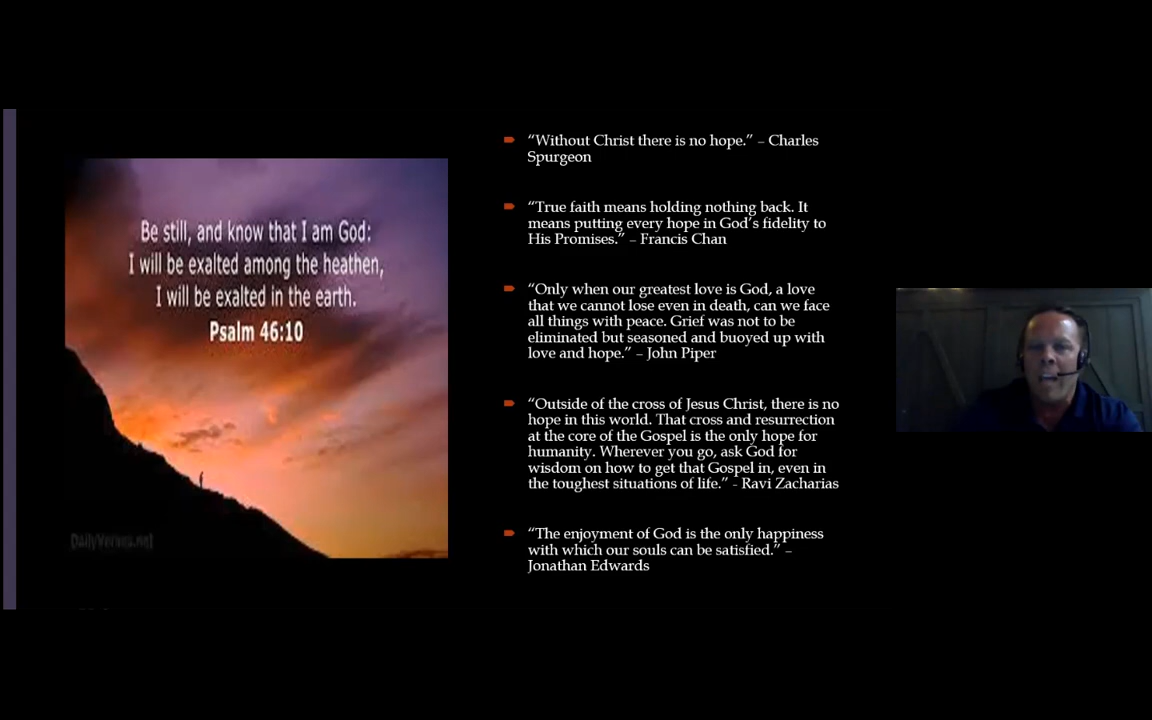 Be still, and know that I am God:
I will be exalted among the heathen,
I will be exalted in the earth.
Psalm 46:10
DailyVerses.net
“Without Christ there is no hope.” – Charles
Spurgeon
“True faith means holding nothing back. It
means putting every hope in God’s fidelity to
His Promises.” – Francis Chan
“Only when our greatest love is God, a love
that we cannot lose even in death, can we face
all things with peace. Grief was not to be
eliminated but seasoned and buoyed up with
love and hope.” – John Piper
“Outside of the cross of Jesus Christ, there is no
hope in this world. That cross and resurrection
at the core of the Gospel is the only hope for
humanity. Wherever you go, ask God for
wisdom on how to get that Gospel in, even in
the toughest situations of life.” - Ravi Zacharias
“The enjoyment of God is the only happiness
with which our souls can be satisfied.” –
Jonathan Edwards